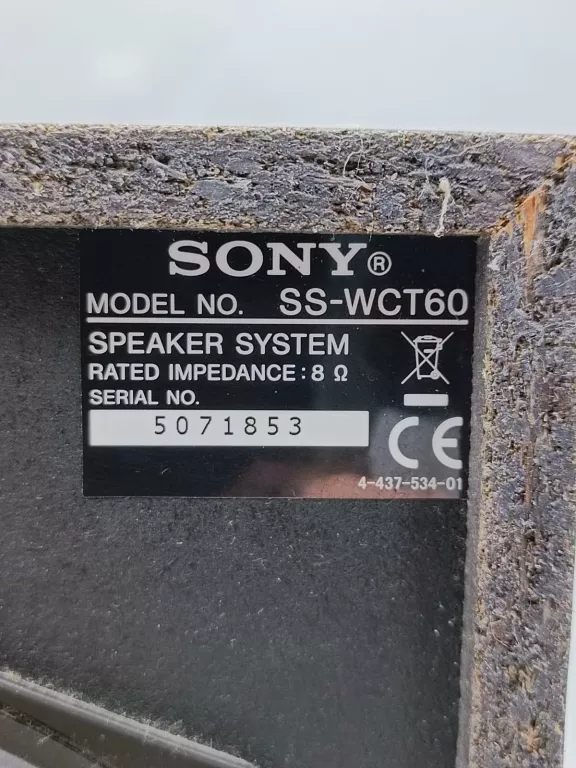 SONY®
MODEL NO. SS-WCT60
SPEAKER SYSTEM
RATED IMPEDANCE: 8 Ω
SERIAL NO.
5071853
CE
4-437-534-01